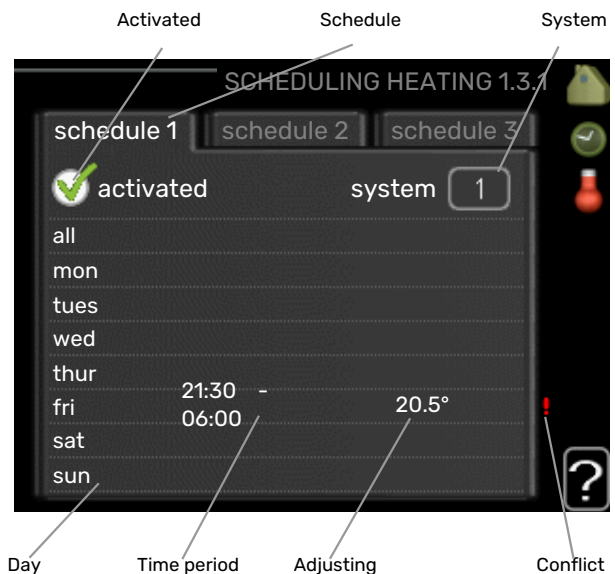 Activated Schedule System
SCHEDULING HEATING 1.3.1
schedule 1 schedule 2 schedule 3
activated system 1
all
mon
tues
wed
thur
fri 21:30 - 06:00 20.5° !
sat
sun
?
Day Time period Adjusting Conflict